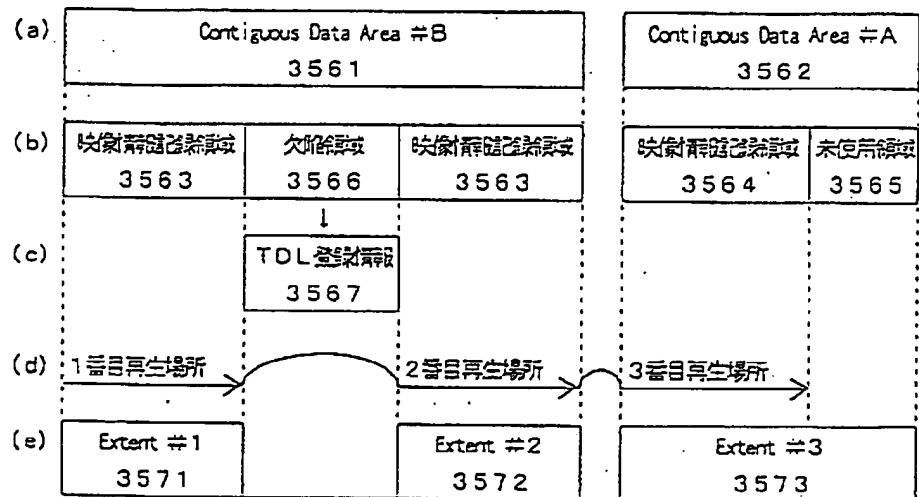 (a)
Contiguous Data Area #B
3561
Contiguous Data Area #A
3562
(b)
映像情報記録領域
3563
欠陥領域
3566
映像情報記録領域
3563
映像情報記録領域
3564
未使用領域
3565
↓
(c)
TDL登録情報
3567
(d)
1番目再生場所
2番目再生場所
3番目再生場所
(e)
Extent #1
3571
Extent #2
3572
Extent #3
3573